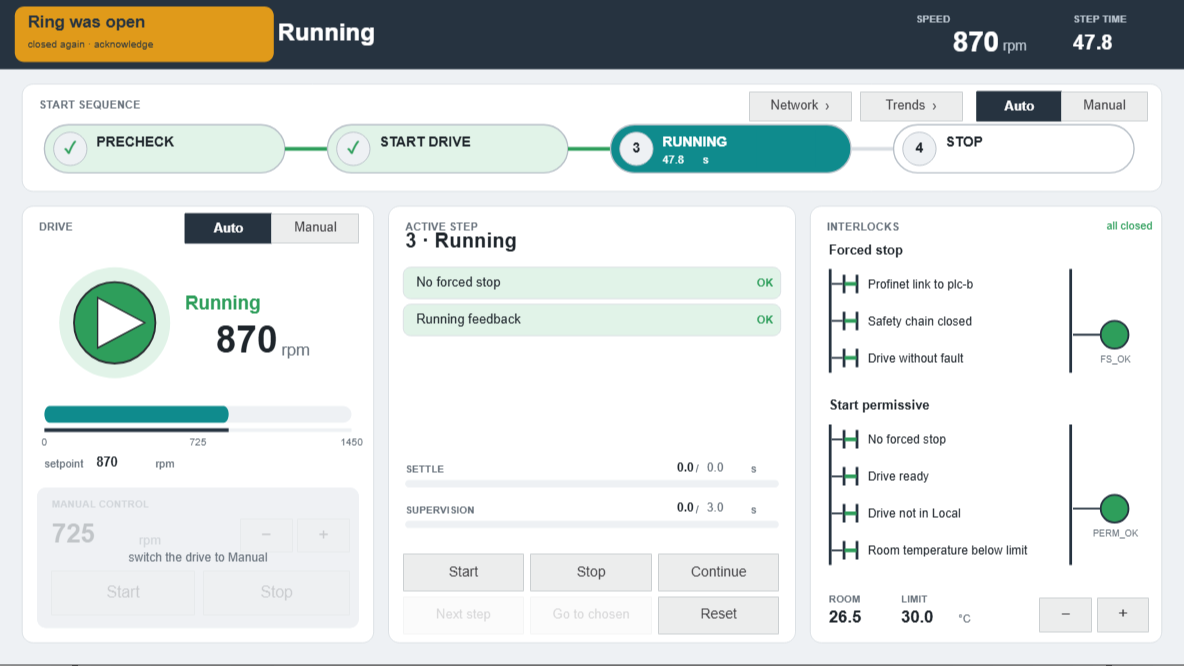 Ring was open
closed again · acknowledge
Running
SPEED
870 rpm
STEP TIME
47.8
START SEQUENCE
Network ›
Trends ›
Auto
Manual
✓ PRECHECK
✓ START DRIVE
3 RUNNING
47.8 s
4 STOP
DRIVE
Auto
Manual
Running
870 rpm
0 725 1450
setpoint 870 rpm
MANUAL CONTROL
725 rpm
− +
switch the drive to Manual
Start
Stop
ACTIVE STEP
3 · Running
No forced stop OK
Running feedback OK
SETTLE 0.0 / 0.0 s
SUPERVISION 0.0 / 3.0 s
Start
Stop
Continue
Next step
Go to chosen
Reset
INTERLOCKS
all closed
Forced stop
Profinet link to plc-b
Safety chain closed
Drive without fault
FS_OK
Start permissive
No forced stop
Drive ready
Drive not in Local
Room temperature below limit
PERM_OK
ROOM
26.5
LIMIT
30.0 °C
− +